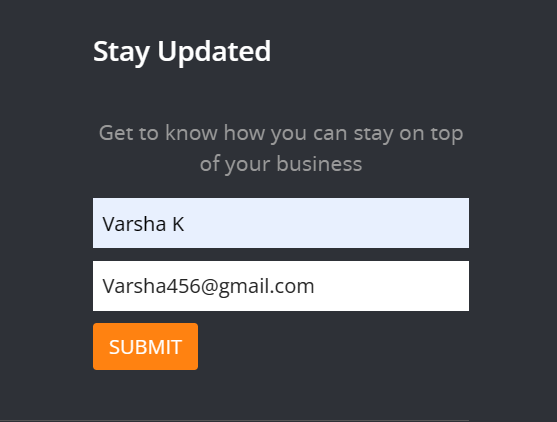 Stay Updated
Get to know how you can stay on top
of your business
Varsha K
Varsha456@gmail.com
SUBMIT